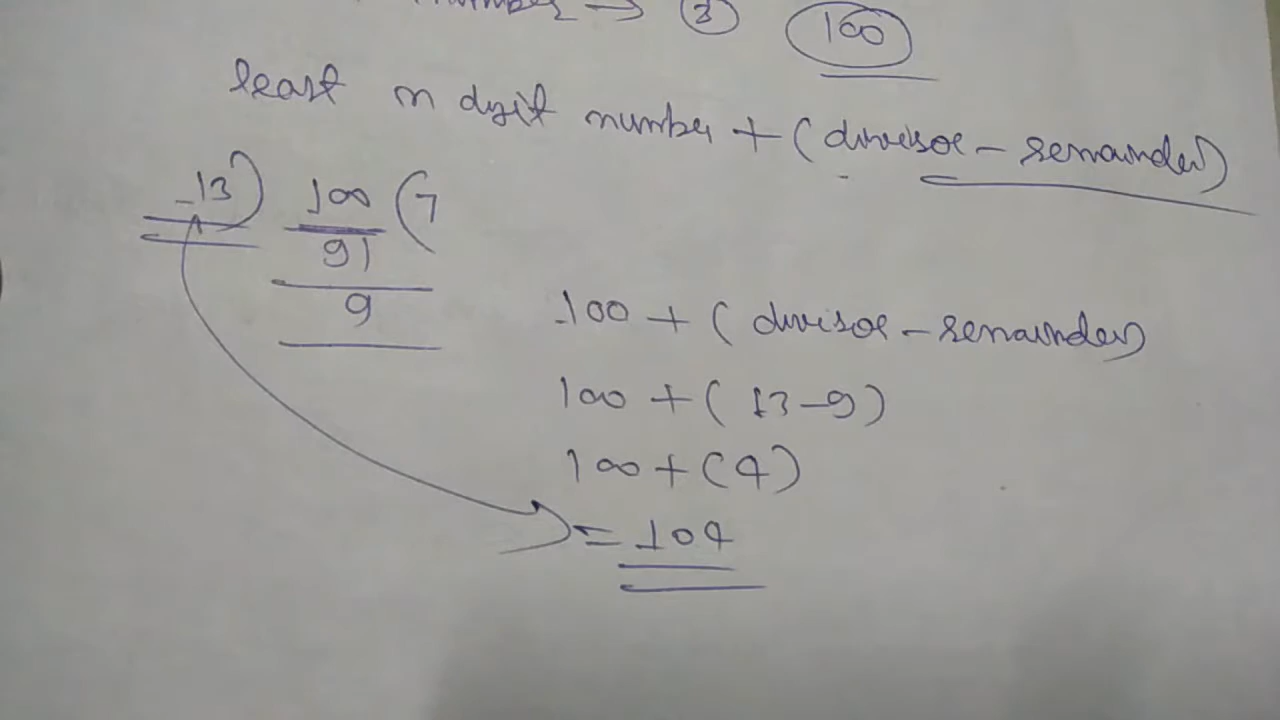 number → 3 100
least n digit number + (divisor - remainder)
13) 100 (7
91
9
100 + (divisor - remainder)
100 + (13-9)
100 + (4)
= 104